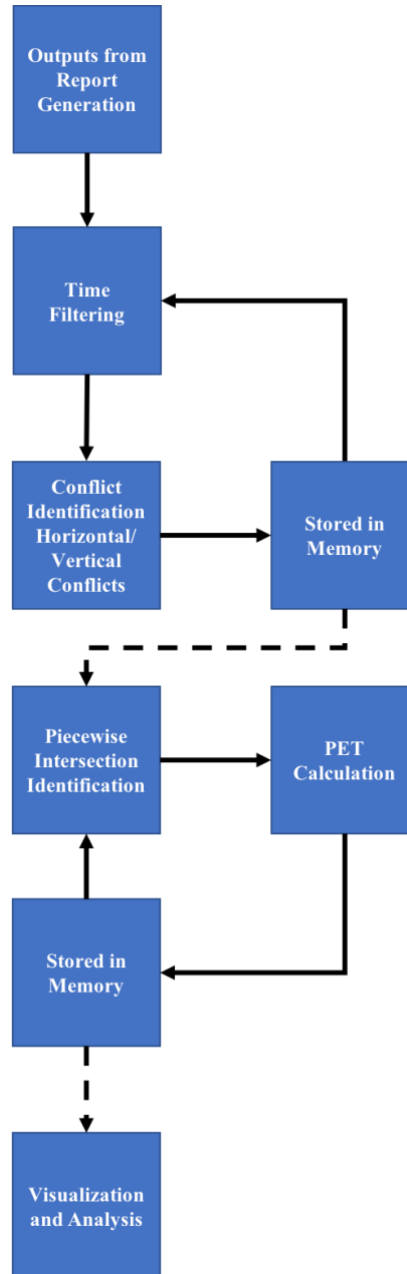 Outputs from
Report
Generation
Time
Filtering
Conflict
Identification
Horizontal/
Vertical
Conflicts
Stored in
Memory
Piecewise
Intersection
Identification
PET
Calculation
Stored in
Memory
Visualization
and Analysis